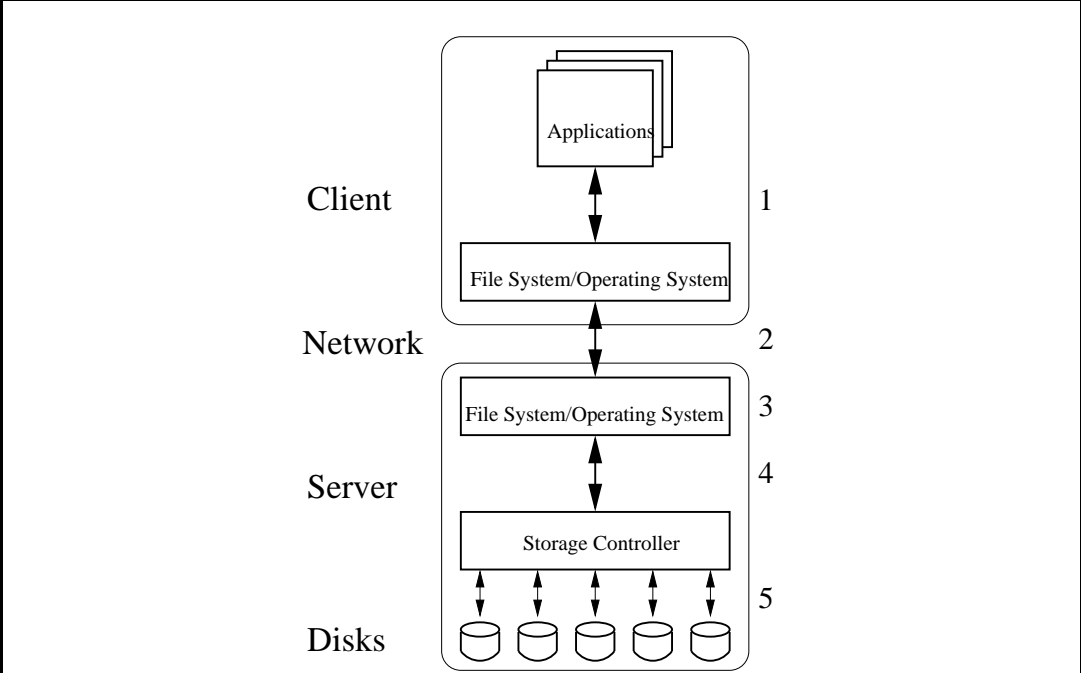 Applications
Client
1
File System/Operating System
Network
2
File System/Operating System
3
4
Server
Storage Controller
5
Disks